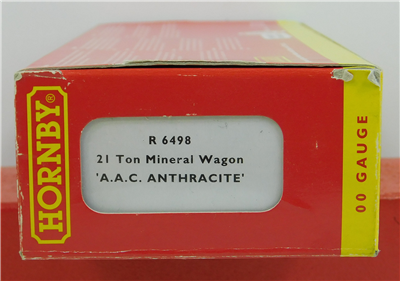 HORNBY®
R 6498
21 Ton Mineral Wagon
'A.A.C. ANTHRACITE'
00 GAUGE